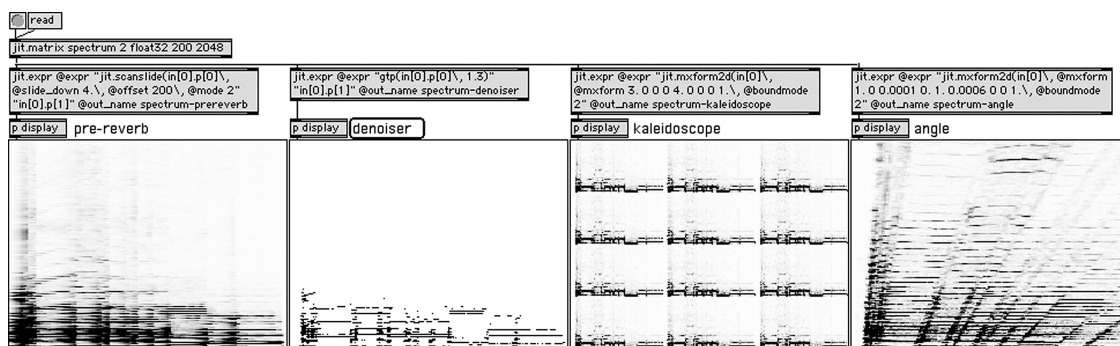 read
jit.matrix spectrum 2 float32 200 2048
jit.expr @expr "jit.scanslide(in[0].p[0]\,
@slide_down 4.\, @offset 200\, @mode 2"
"in[0].p[1]" @out_name spectrum-prereverb
p display pre-reverb
jit.expr @expr "gtp(in[0].p[0]\, 1.3)"
"in[0].p[1]" @out_name spectrum-denoiser
p display denoiser
jit.expr @expr "jit.mxform2d(in[0]\,
@mxform 3. 0 0 0 4. 0 0 0 1.\, @boundmode
2" @out_name spectrum-kaleidoscope
p display kaleidoscope
jit.expr @expr "jit.mxform2d(in[0]\, @mxform
1. 0 0.0001 0. 1. 0.0006 0 0 1.\, @boundmode
2" @out_name spectrum-angle
p display angle